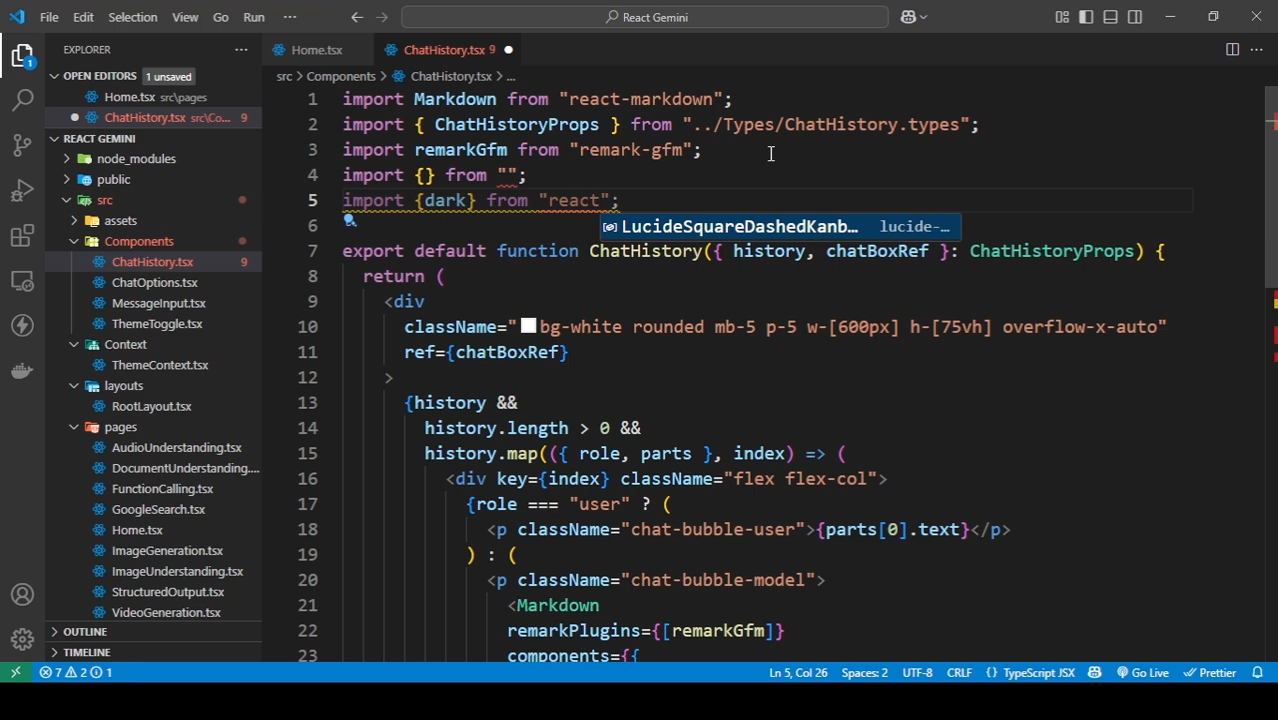 File Edit Selection View Go Run ...
React Gemini
EXPLORER
OPEN EDITORS 1 unsaved
Home.tsx src\pages
ChatHistory.tsx src\Co... 9
REACT GEMINI
node_modules
public
src
assets
Components
ChatHistory.tsx 9
ChatOptions.tsx
MessageInput.tsx
ThemeToggle.tsx
Context
ThemeContext.tsx
layouts
RootLayout.tsx
pages
AudioUnderstanding.tsx
DocumentUnderstanding....
FunctionCalling.tsx
GoogleSearch.tsx
Home.tsx
ImageGeneration.tsx
ImageUnderstanding.tsx
StructuredOutput.tsx
VideoGeneration.tsx
OUTLINE
TIMELINE
1
Home.tsx
ChatHistory.tsx 9
src > Components > ChatHistory.tsx > ...
1 import Markdown from "react-markdown";
2 import { ChatHistoryProps } from "../Types/ChatHistory.types";
3 import remarkGfm from "remark-gfm";
4 import {} from "";
5 import {dark} from "react";
LucideSquareDashedKanb... lucide-...
6
7 export default function ChatHistory({ history, chatBoxRef }: ChatHistoryProps) {
8 return (
9 <div
10 className="bg-white rounded mb-5 p-5 w-[600px] h-[75vh] overflow-x-auto"
11 ref={chatBoxRef}
12 >
13 {history &&
14 history.length > 0 &&
15 history.map(({ role, parts }, index) => (
16 <div key={index} className="flex flex-col">
17 {role === "user" ? (
18 <p className="chat-bubble-user">{parts[0].text}</p>
19 ) : (
20 <p className="chat-bubble-model">
21 <Markdown
22 remarkPlugins={[remarkGfm]}
23 components={{
7 2 1
Ln 5, Col 26 Spaces: 2 UTF-8 CRLF {} TypeScript JSX Go Live Prettier